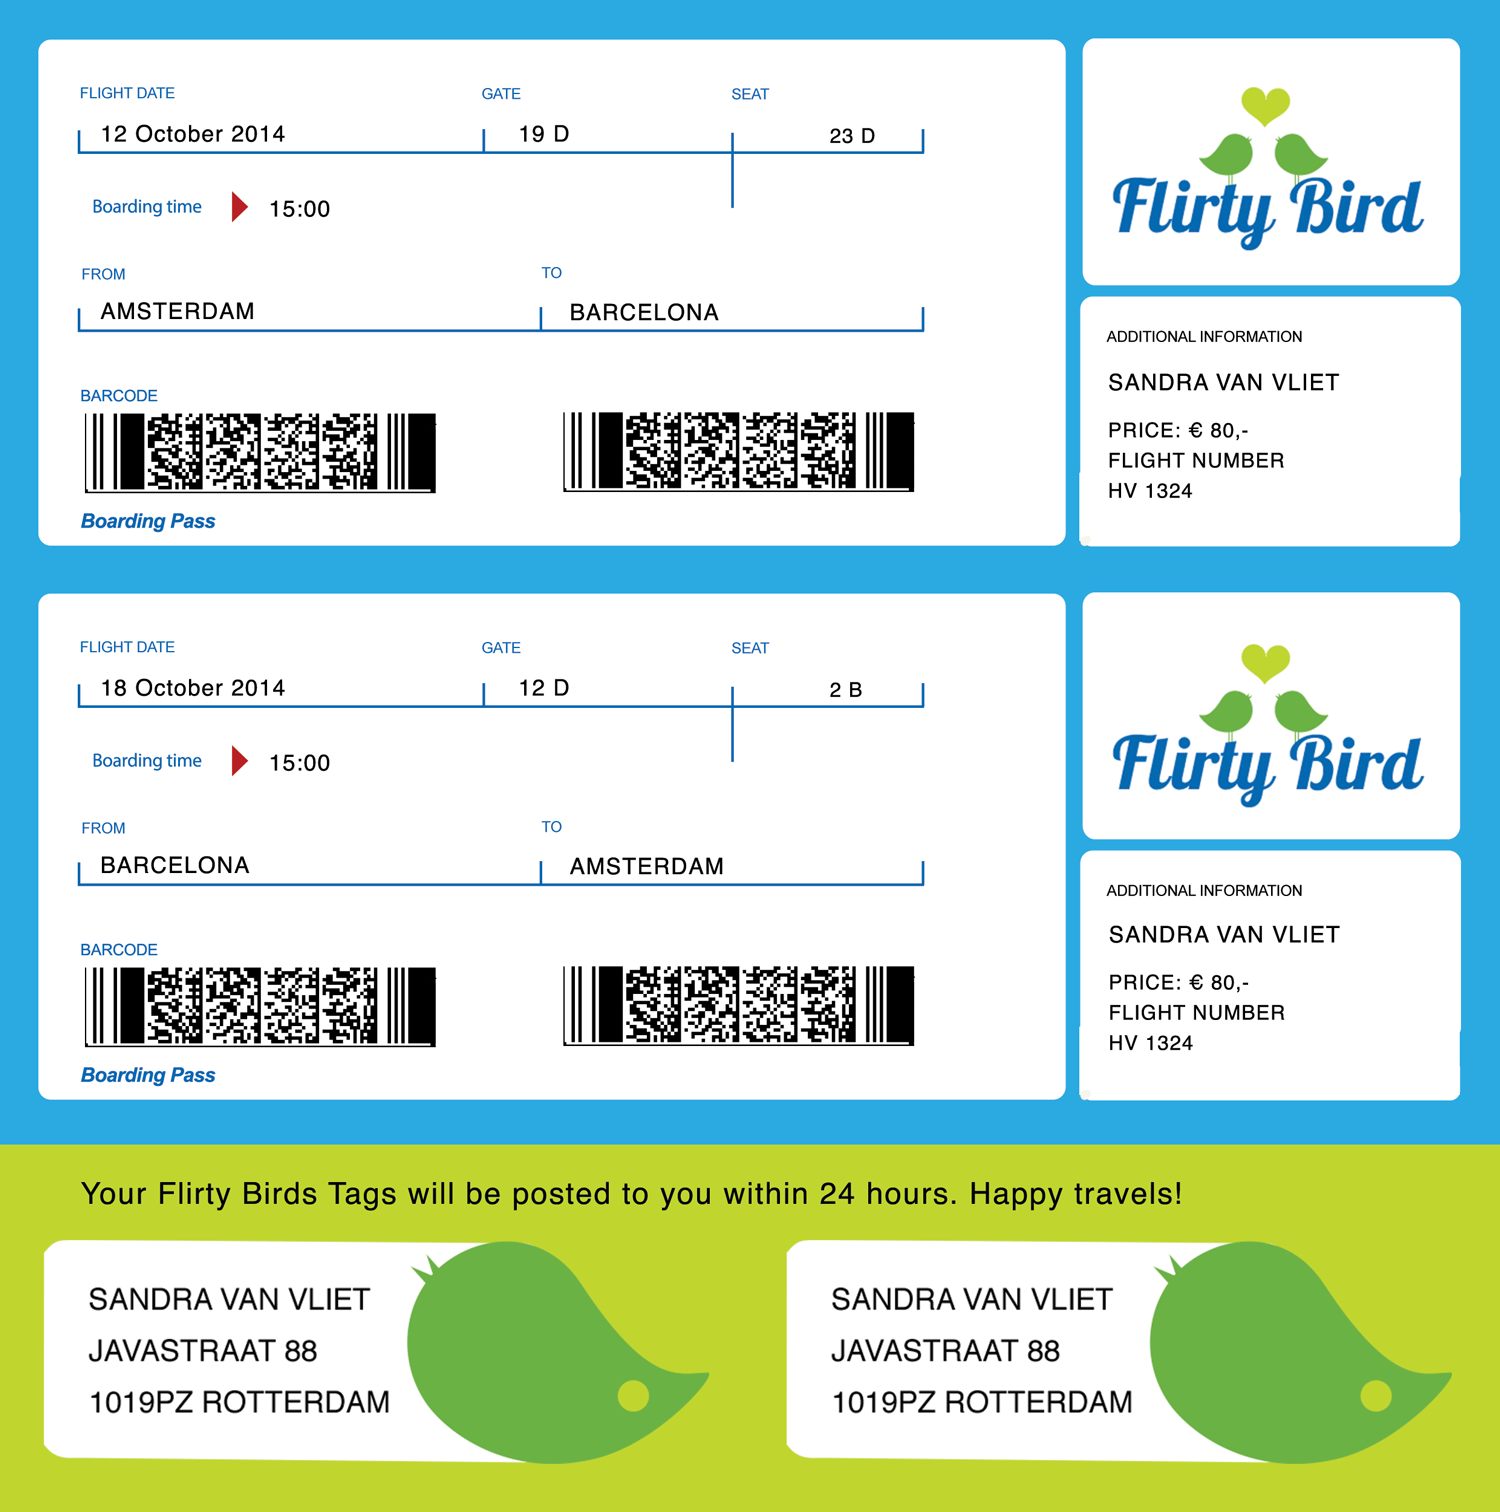 FLIGHT DATE GATE SEAT
12 October 2014 19 D 23 D
Boarding time 15:00
FROM TO
AMSTERDAM BARCELONA
BARCODE
Boarding Pass
Flirty Bird
ADDITIONAL INFORMATION
SANDRA VAN VLIET
PRICE: € 80,-
FLIGHT NUMBER
HV 1324
FLIGHT DATE GATE SEAT
18 October 2014 12 D 2 B
Boarding time 15:00
FROM TO
BARCELONA AMSTERDAM
BARCODE
Boarding Pass
Flirty Bird
ADDITIONAL INFORMATION
SANDRA VAN VLIET
PRICE: € 80,-
FLIGHT NUMBER
HV 1324
Your Flirty Birds Tags will be posted to you within 24 hours. Happy travels!
SANDRA VAN VLIET
JAVASTRAAT 88
1019PZ ROTTERDAM
SANDRA VAN VLIET
JAVASTRAAT 88
1019PZ ROTTERDAM